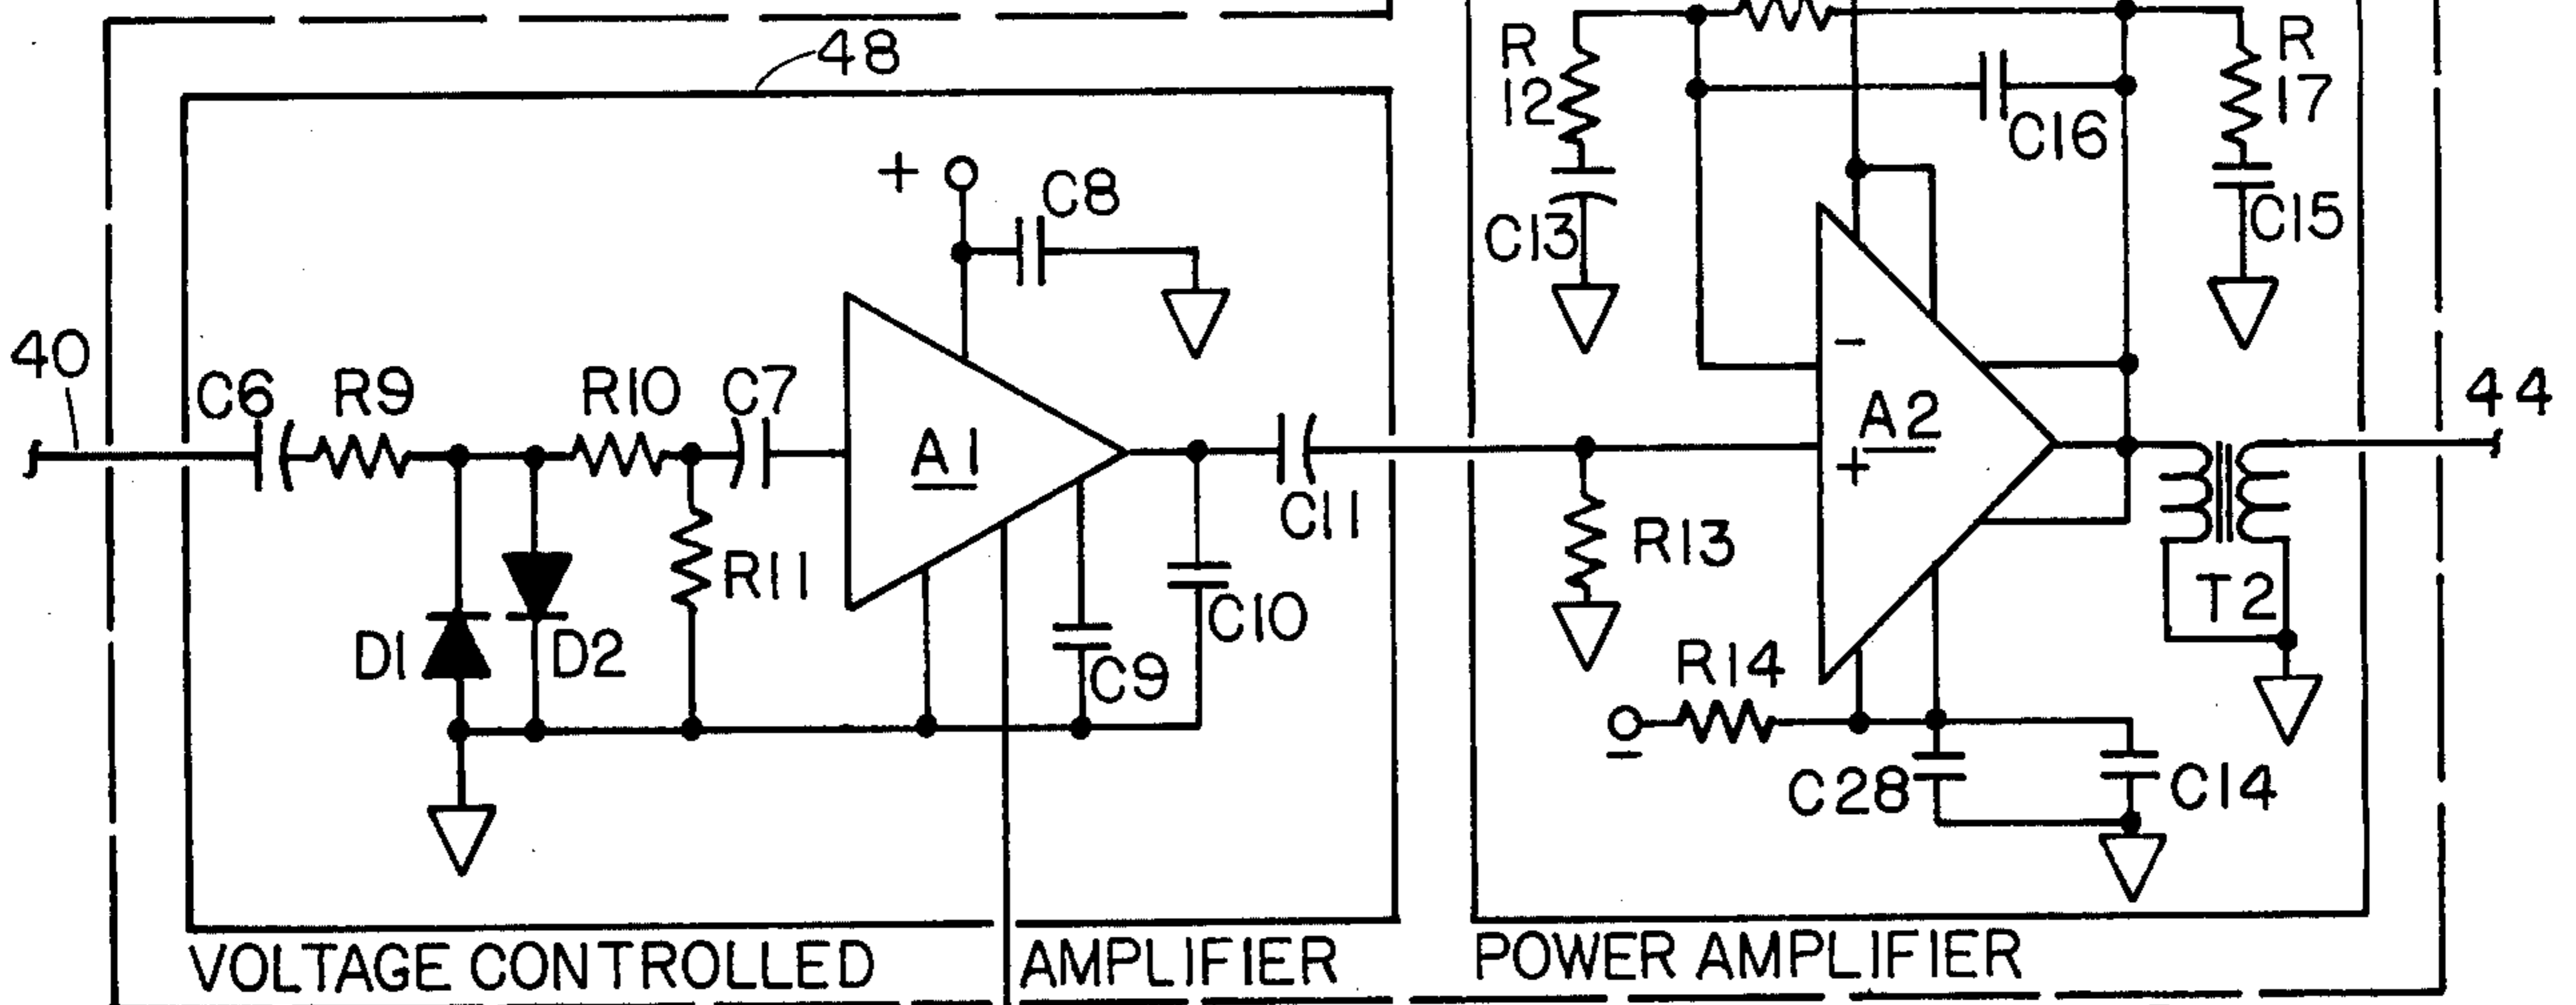 48
R
12
R
17
C16
+
C8
C13
C15
40
C6
R9
R10
C7
-
A1
A2
+
44
C11
R11
R13
D1
D2
C10
C9
T2
R14
-
C28
C14
VOLTAGE CONTROLLED AMPLIFIER
POWER AMPLIFIER